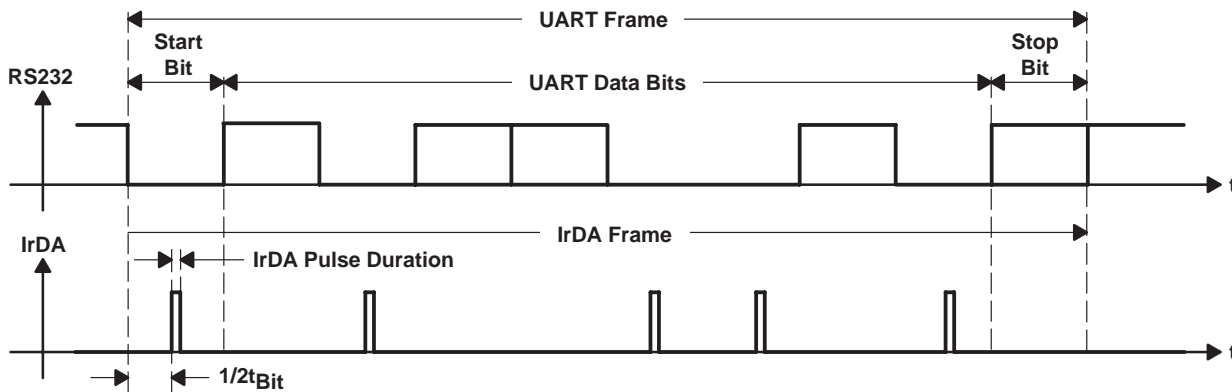 UART Frame
Start
Bit
Stop
Bit
RS232
UART Data Bits
t
IrDA
IrDA Frame
IrDA Pulse Duration
t
1/2tBit